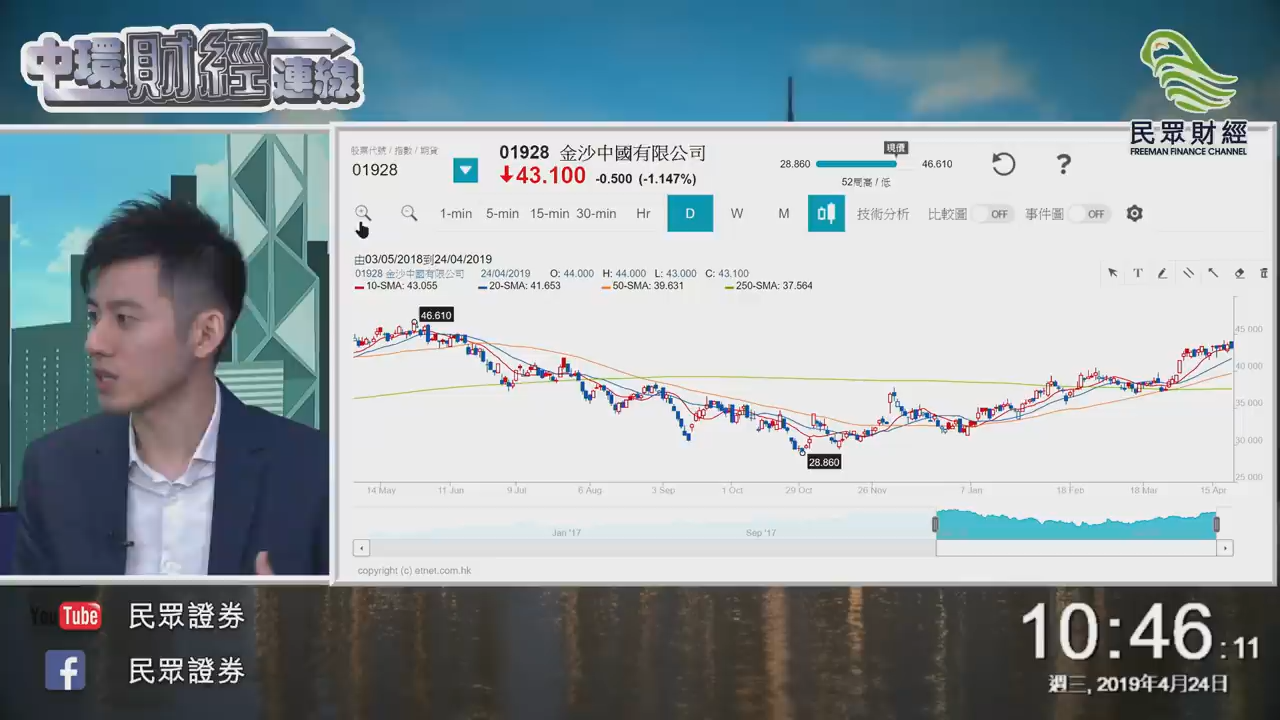 中環財經連線
民眾財經
FREEMAN FINANCE CHANNEL
股票代號 / 指數 / 期貨
01928
01928 金沙中國有限公司
43.100 -0.500 (-1.147%)
現價
28.860 46.610
52周高 / 低
?
1-min 5-min 15-min 30-min Hr D W M 技術分析 比較圖 OFF 事件圖 OFF
由03/05/2018到24/04/2019
01928 金沙中國有限公司 24/04/2019 O: 44.000 H: 44.000 L: 43.000 C: 43.100
10-SMA: 43.055 20-SMA: 41.653 50-SMA: 39.631 250-SMA: 37.564
T
46.610
28.860
45.000
40.000
35.000
30.000
25.000
14 May 11 Jun 9 Jul 6 Aug 3 Sep 1 Oct 29 Oct 26 Nov 7 Jan 18 Feb 18 Mar 15 Apr
Jan '17 Sep '17
copyright (c) etnet.com.hk
YouTube 民眾證券
f 民眾證券
10:46:11
週三, 2019年4月24日